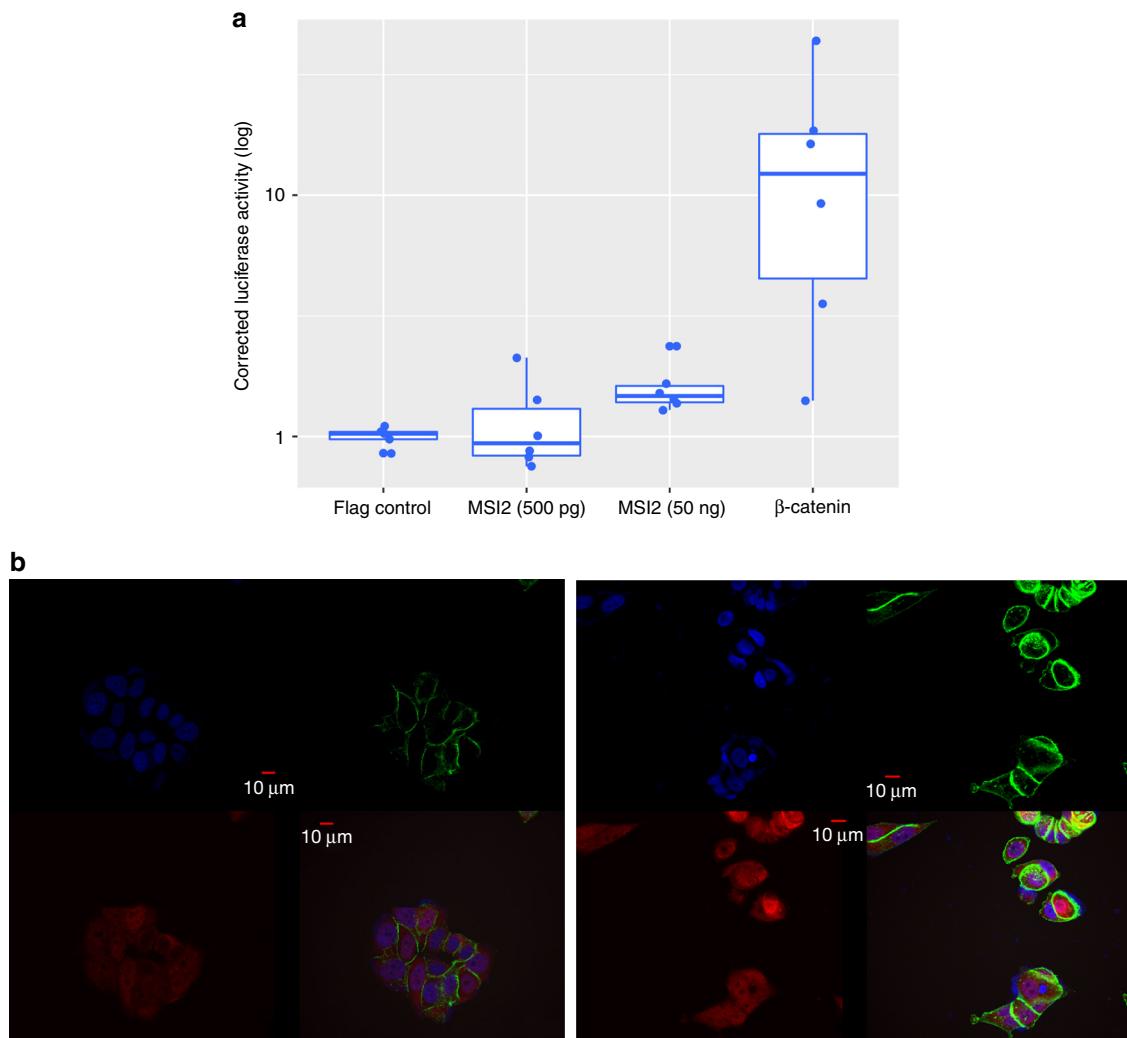 a
Corrected luciferase activity (log)
10
1
Flag control
MSI2 (500 pg)
MSI2 (50 ng)
β-catenin
b
10 μm
10 μm
10 μm
10 μm